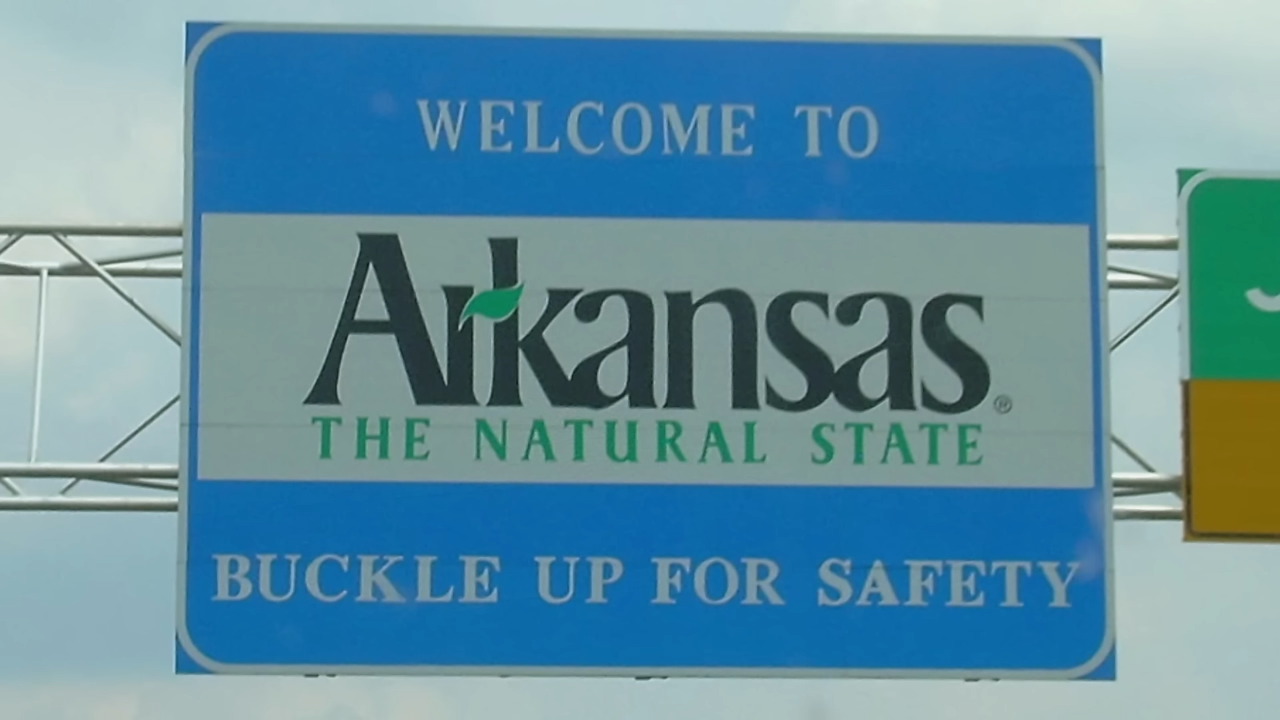 WELCOME TO
Arkansas®
THE NATURAL STATE
BUCKLE UP FOR SAFETY